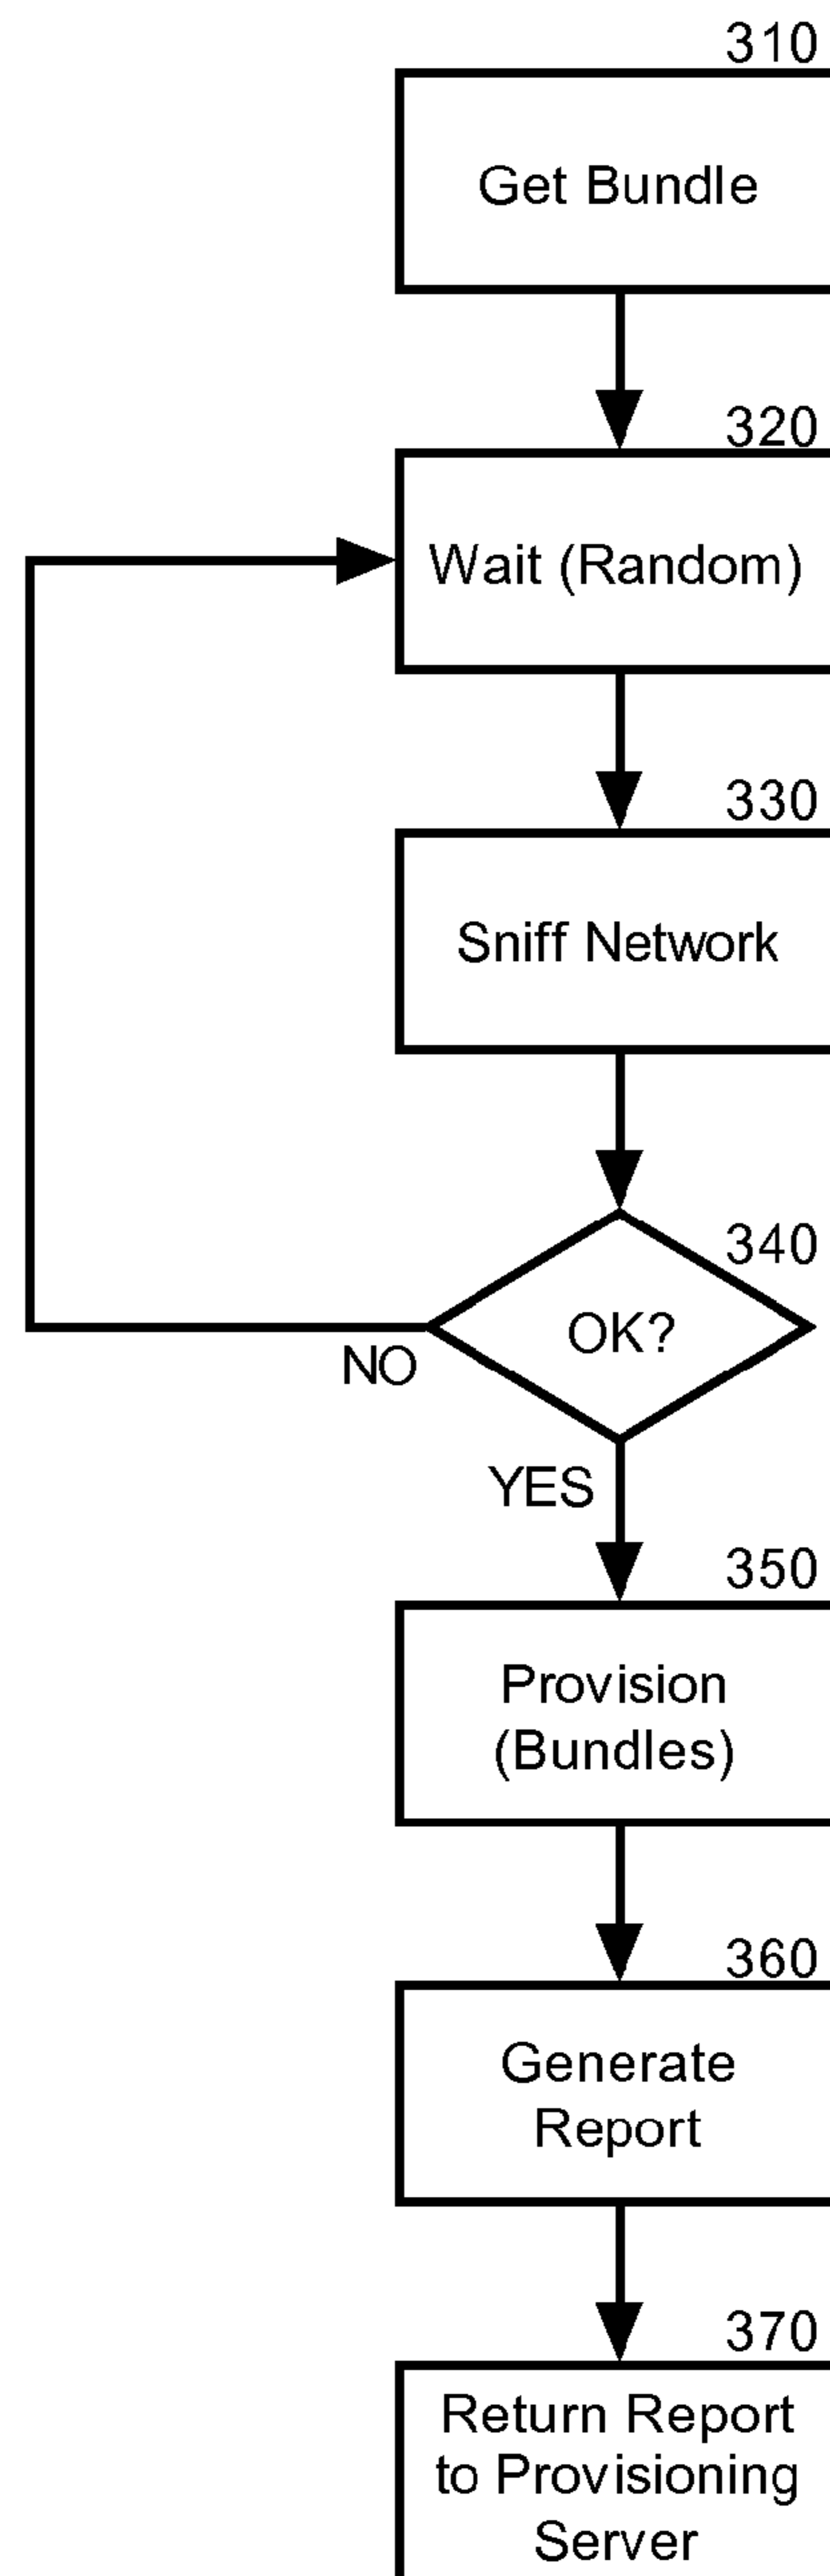 310
Get Bundle
320
Wait (Random)
330
Sniff Network
340
OK?
NO
YES
350
Provision
(Bundles)
360
Generate
Report
370
Return Report
to Provisioning
Server